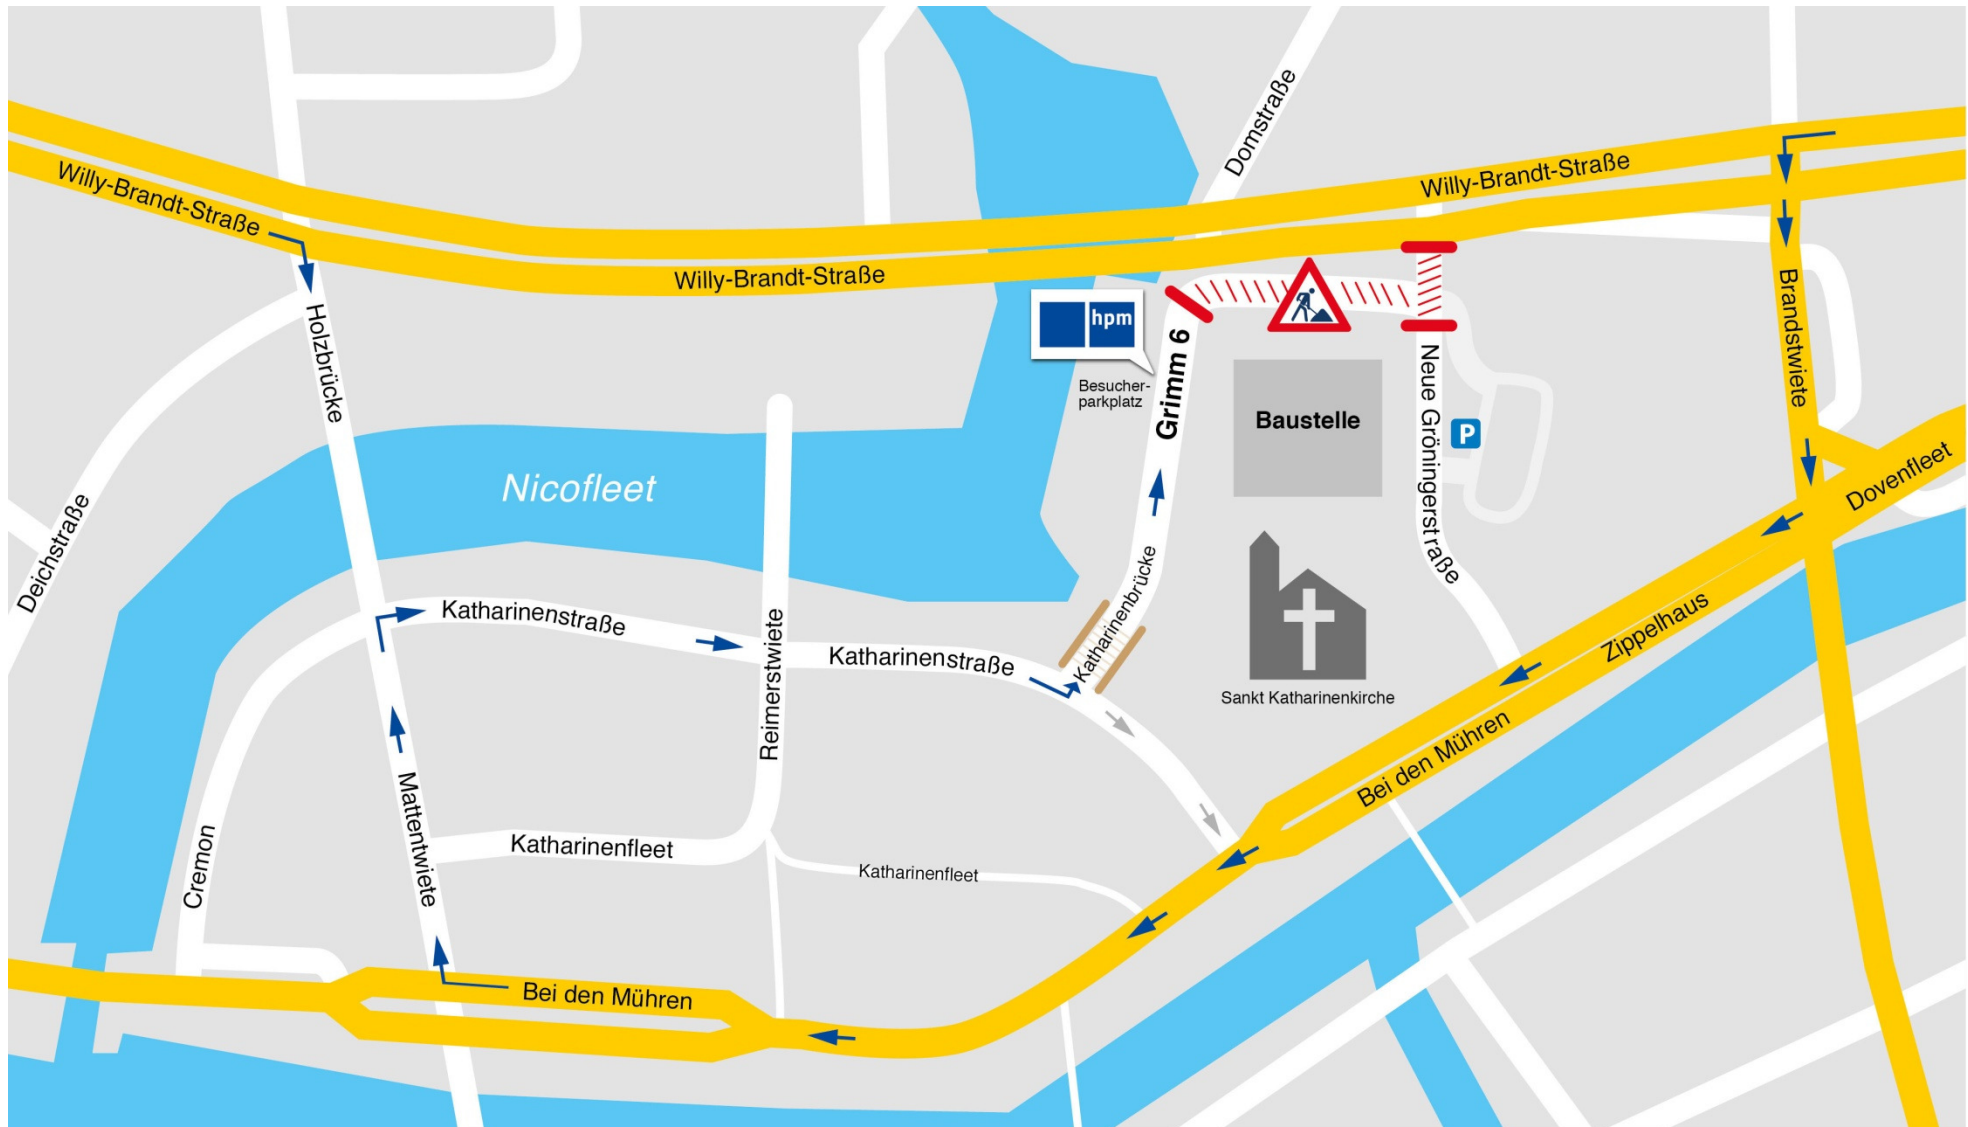 Domstraße
Willy-Brandt-Straße
Willy-Brandt-Straße
Willy-Brandt-Straße
hpm
Besucher-
parkplatz
Grimm 6
Holzbrücke
Brandstwiete
Neue Gröningerstraße
Baustelle
P
Nicofleet
Dovenfleet
Deichstraße
Katharinenstraße
Katharinenbrücke
Reimerstwiete
Katharinenstraße
Sankt Katharinenkirche
Zippelhaus
Bei den Mühren
Mattentwiete
Cremon
Katharinenfleet
Katharinenfleet
Bei den Mühren